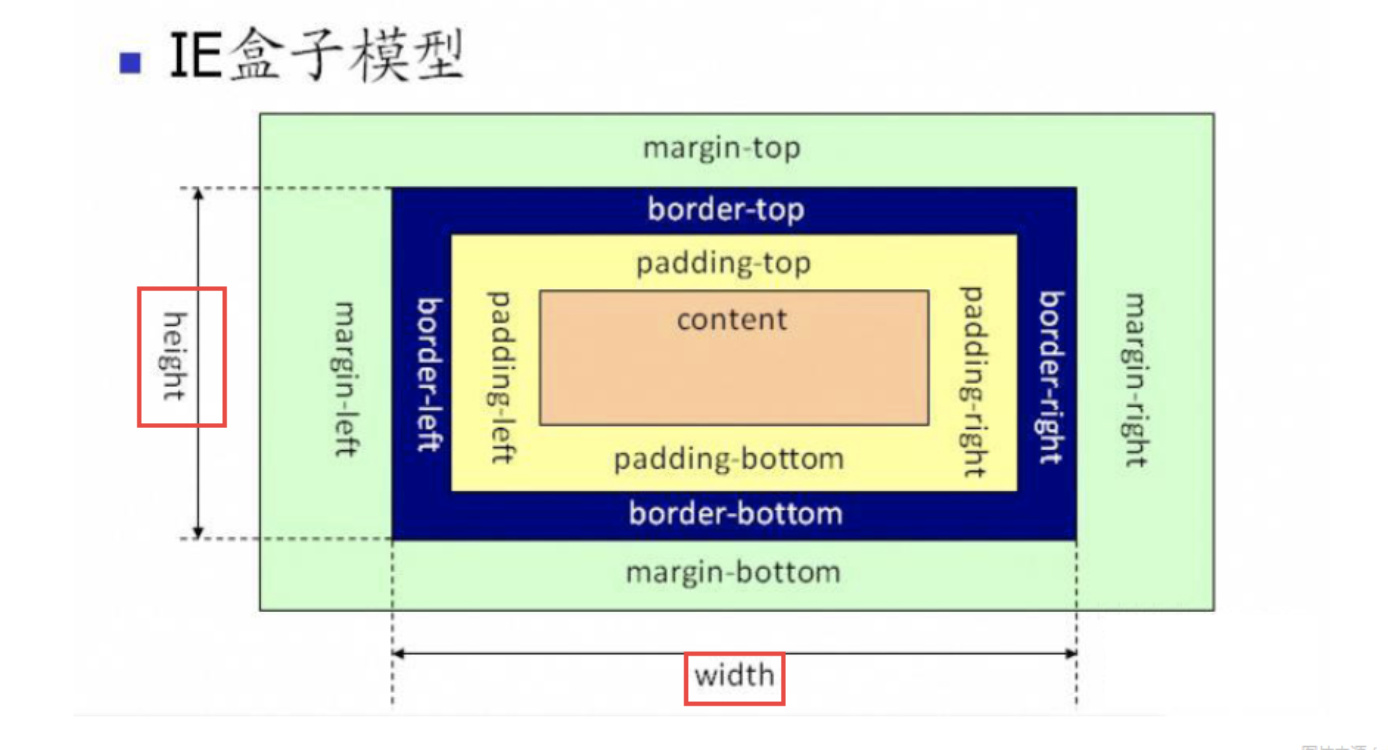 IE盒子模型
margin-top
border-top
padding-top
content
height
margin-left
border-left
padding-left
padding-right
border-right
margin-right
padding-bottom
border-bottom
margin-bottom
width